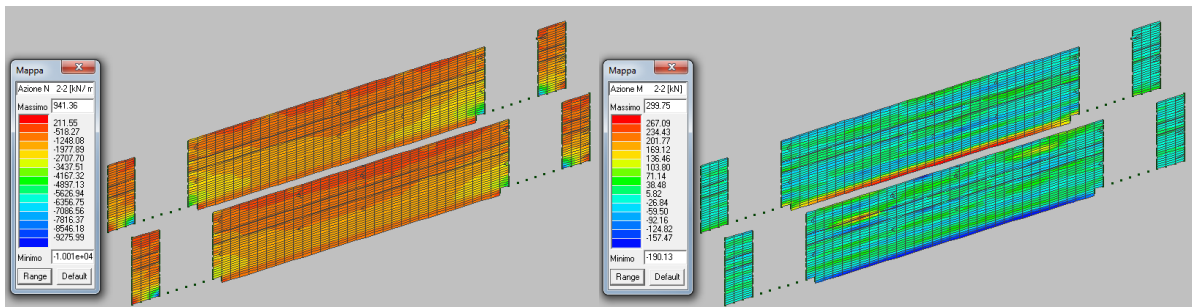 Mappa
Azione N 2-2 [kN/ m
Massimo 941.36
211.55
-518.27
-1248.08
-1977.89
-2707.70
-3437.51
-4167.32
-4897.13
-5626.94
-6356.75
-7086.56
-7816.37
-8546.18
-9275.99
Minimo -1.001e+04
Range Default
Mappa
Azione M 2-2 [kN]
Massimo 299.75
267.09
234.43
201.77
169.12
136.46
103.80
71.14
38.48
5.82
-26.84
-59.50
-92.16
-124.82
-157.47
Minimo -190.13
Range Default